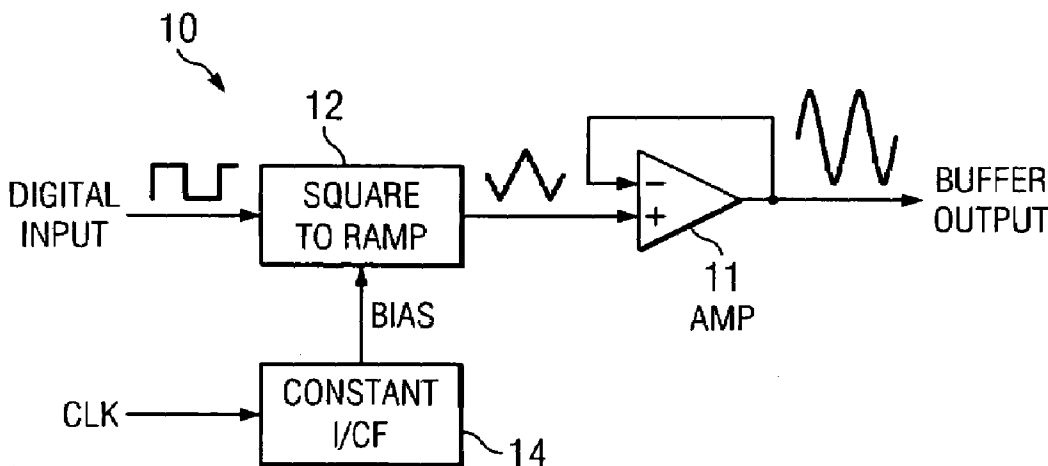 10
12
DIGITAL
INPUT
SQUARE
TO RAMP
−
+
11
AMP
BUFFER
OUTPUT
BIAS
CLK
CONSTANT
I/CF
14